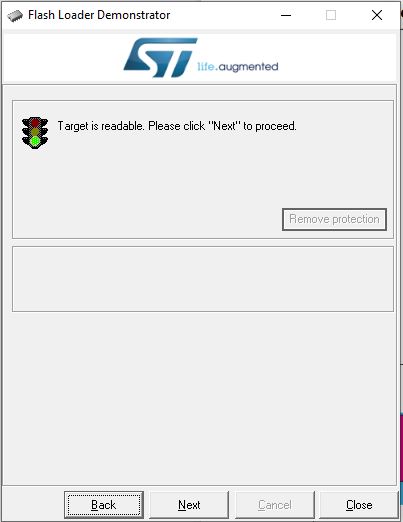 Flash Loader Demonstrator
ST
life.augmented
Target is readable. Please click "Next" to proceed.
Remove protection
Back
Next
Cancel
Close